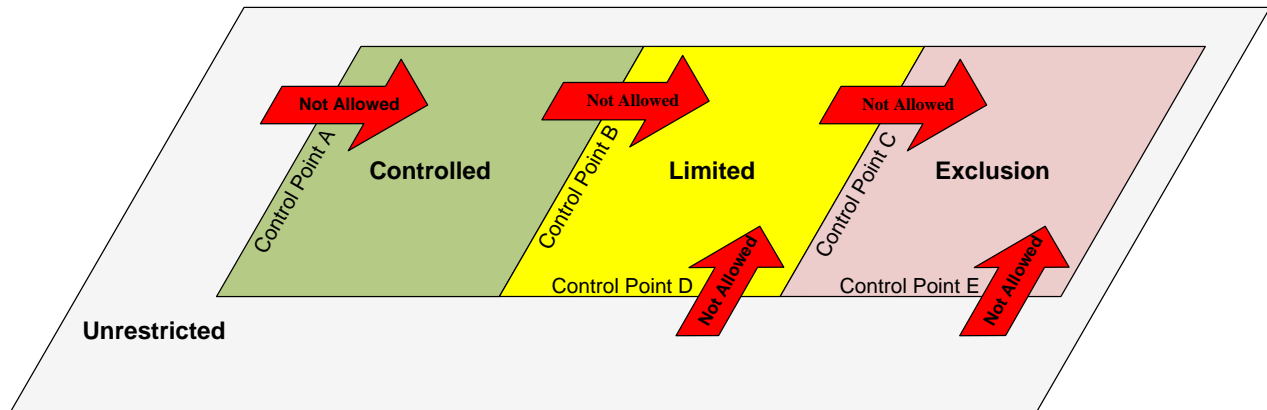 Not Allowed
Not Allowed
Not Allowed
Control Point A
Controlled
Control Point B
Limited
Control Point C
Exclusion
Control Point D
Not Allowed
Control Point E
Not Allowed
Unrestricted